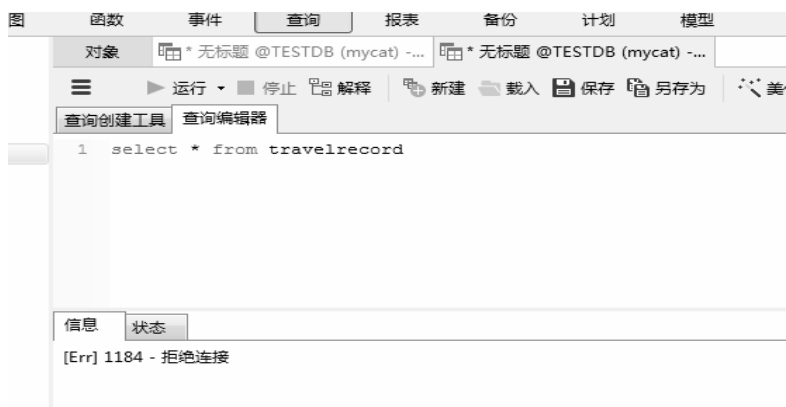 图 函数 事件 查询 报表 备份 计划 模型
对象 * 无标题 @TESTDB (mycat) -... * 无标题 @TESTDB (mycat) -...
运行 停止 解释 新建 载入 保存 另存为 美
查询创建工具 查询编辑器
1 select * from travelrecord
信息 状态
[Err] 1184 - 拒绝连接